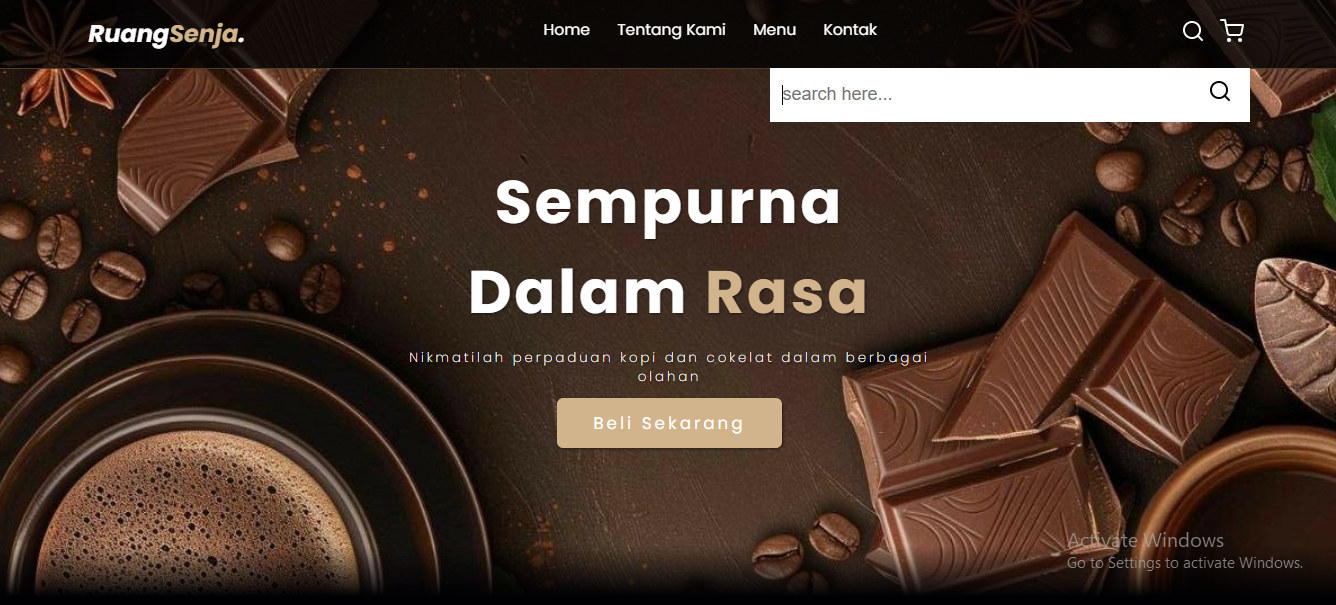 RuangSenja.
Home Tentang Kami Menu Kontak
search here...
Sempurna
Dalam Rasa
Nikmatilah perpaduan kopi dan cokelat dalam berbagai
olahan
Beli Sekarang
Activate Windows
Go to Settings to activate Windows.